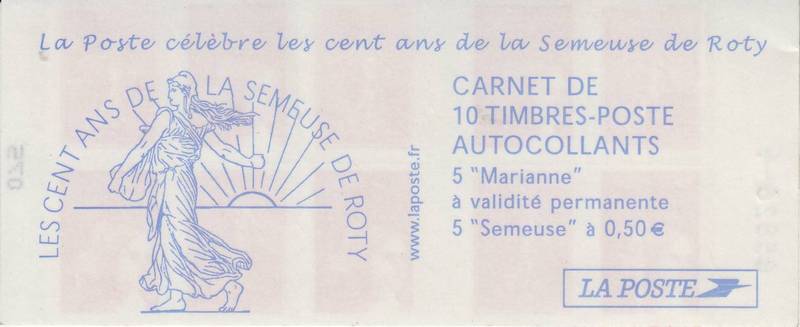 La Poste célèbre les cent ans de la Semeuse de Roty
LES CENT ANS DE LA SEMEUSE DE ROTY
www.laposte.fr
CARNET DE
10 TIMBRES-POSTE
AUTOCOLLANTS
5 "Marianne"
à validité permanente
5 "Semeuse" à 0,50 €
LA POSTE